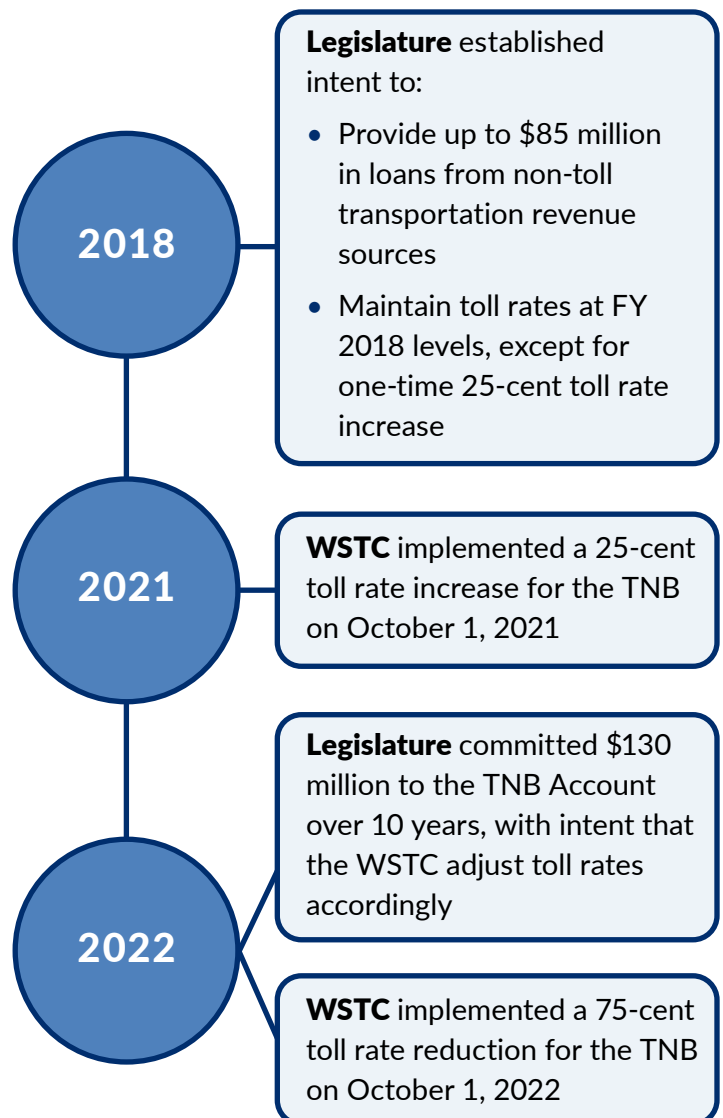 2018
Legislature established
intent to:
• Provide up to $85 million
in loans from non-toll
transportation revenue
sources
• Maintain toll rates at FY
2018 levels, except for
one-time 25-cent toll rate
increase
2021
WSTC implemented a 25-cent
toll rate increase for the TNB
on October 1, 2021
2022
Legislature committed $130
million to the TNB Account
over 10 years, with intent that
the WSTC adjust toll rates
accordingly
WSTC implemented a 75-cent
toll rate reduction for the TNB
on October 1, 2022